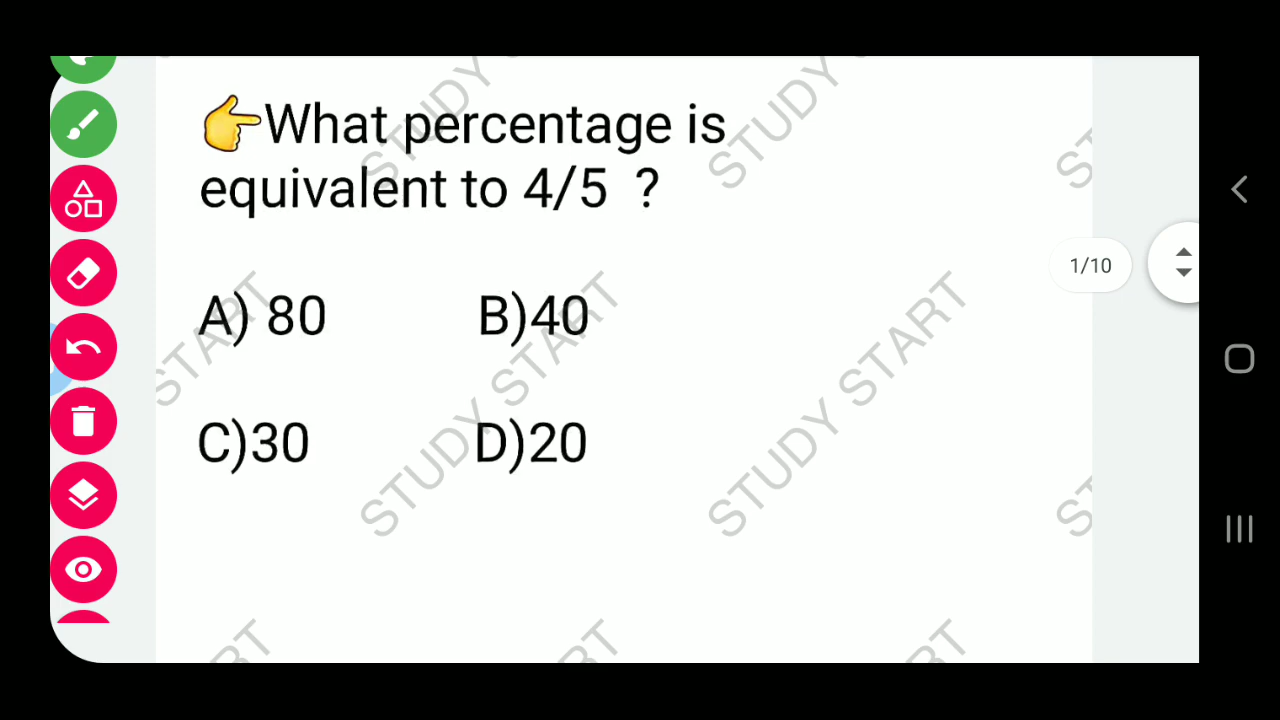 👉What percentage is
equivalent to 4/5 ?
1/10
A) 80 B)40
C)30 D)20
STUDY START
STUDY START